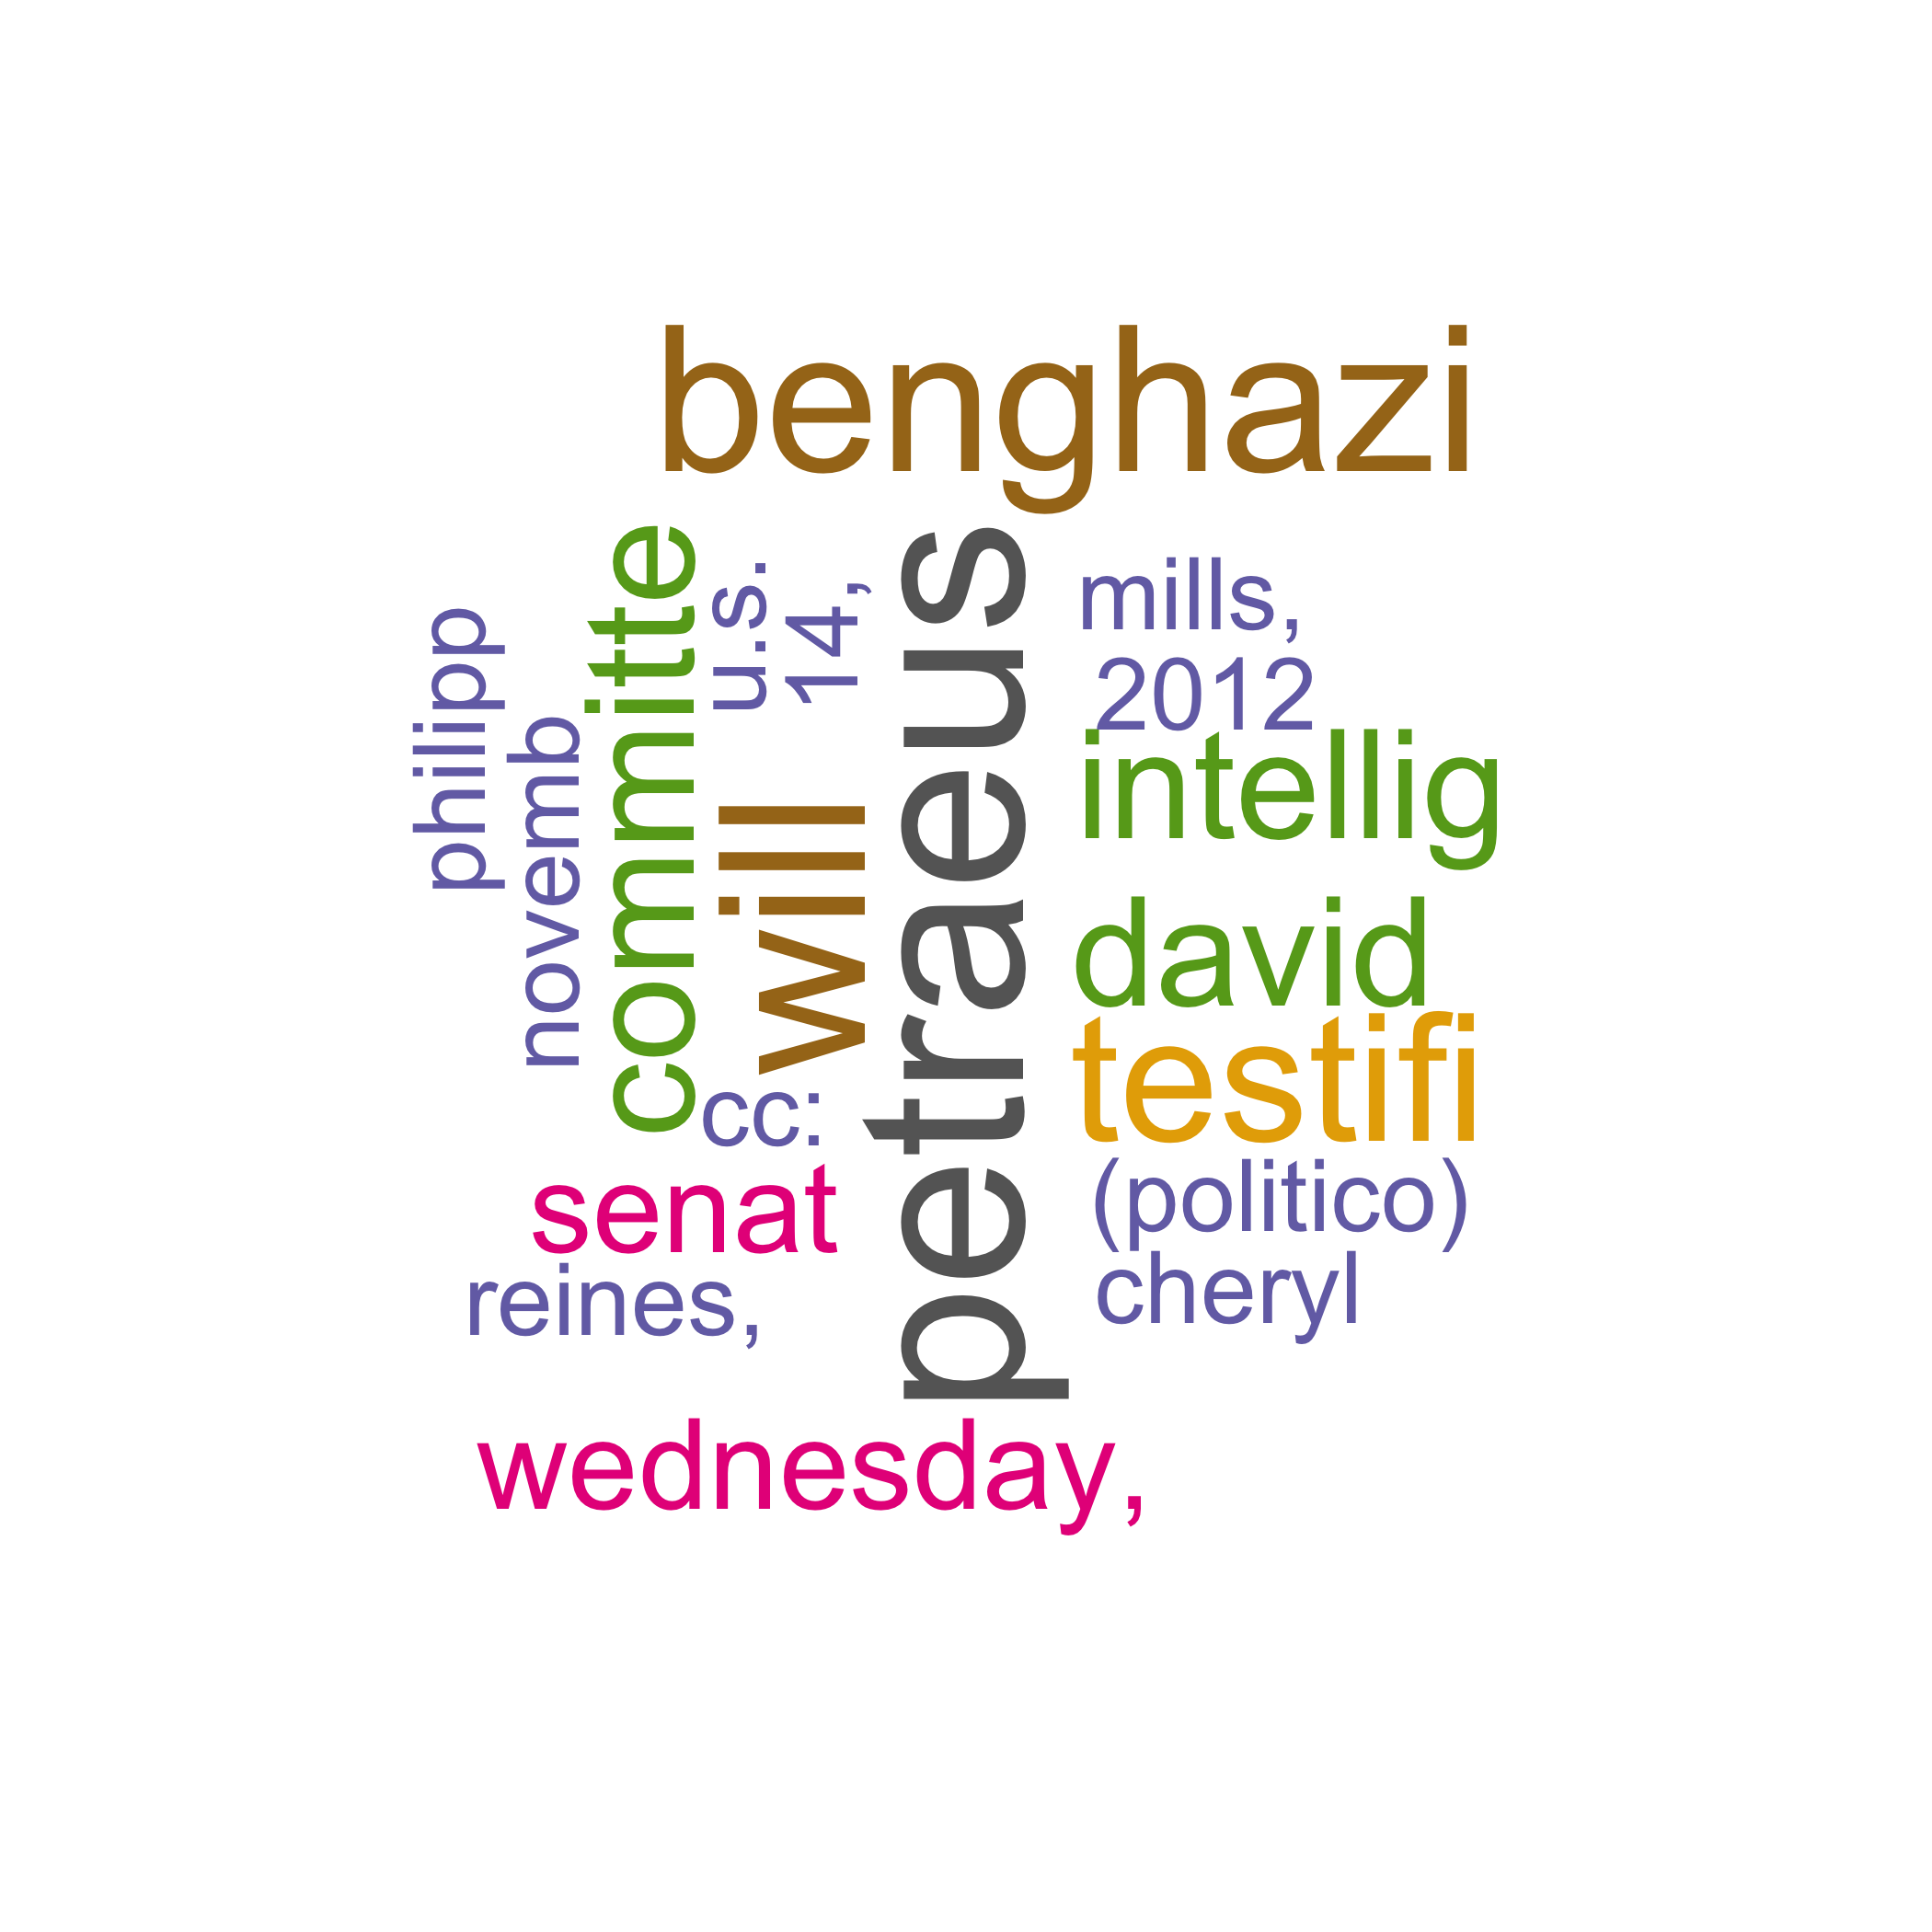 benghazi
philipp
novemb
committe
u.s.
14,
will
petraeus
mills,
2012
intellig
david
testifi
cc:
senat
(politico)
reines,
cheryl
wednesday,